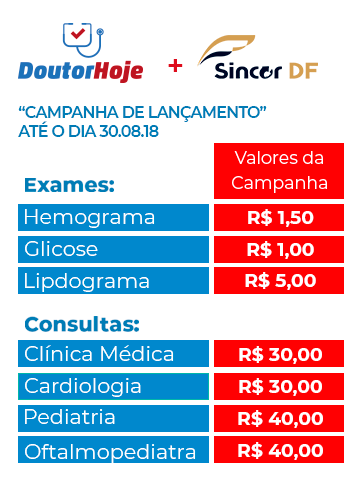 DoutorHoje + Sincor DF
“CAMPANHA DE LANÇAMENTO”
ATÉ O DIA 30.08.18
Valores da
Campanha
Exames:
Hemograma R$ 1,50
Glicose R$ 1,00
Lipdograma R$ 5,00
Consultas:
Clínica Médica R$ 30,00
Cardiologia R$ 30,00
Pediatria R$ 40,00
Oftalmopediatra R$ 40,00